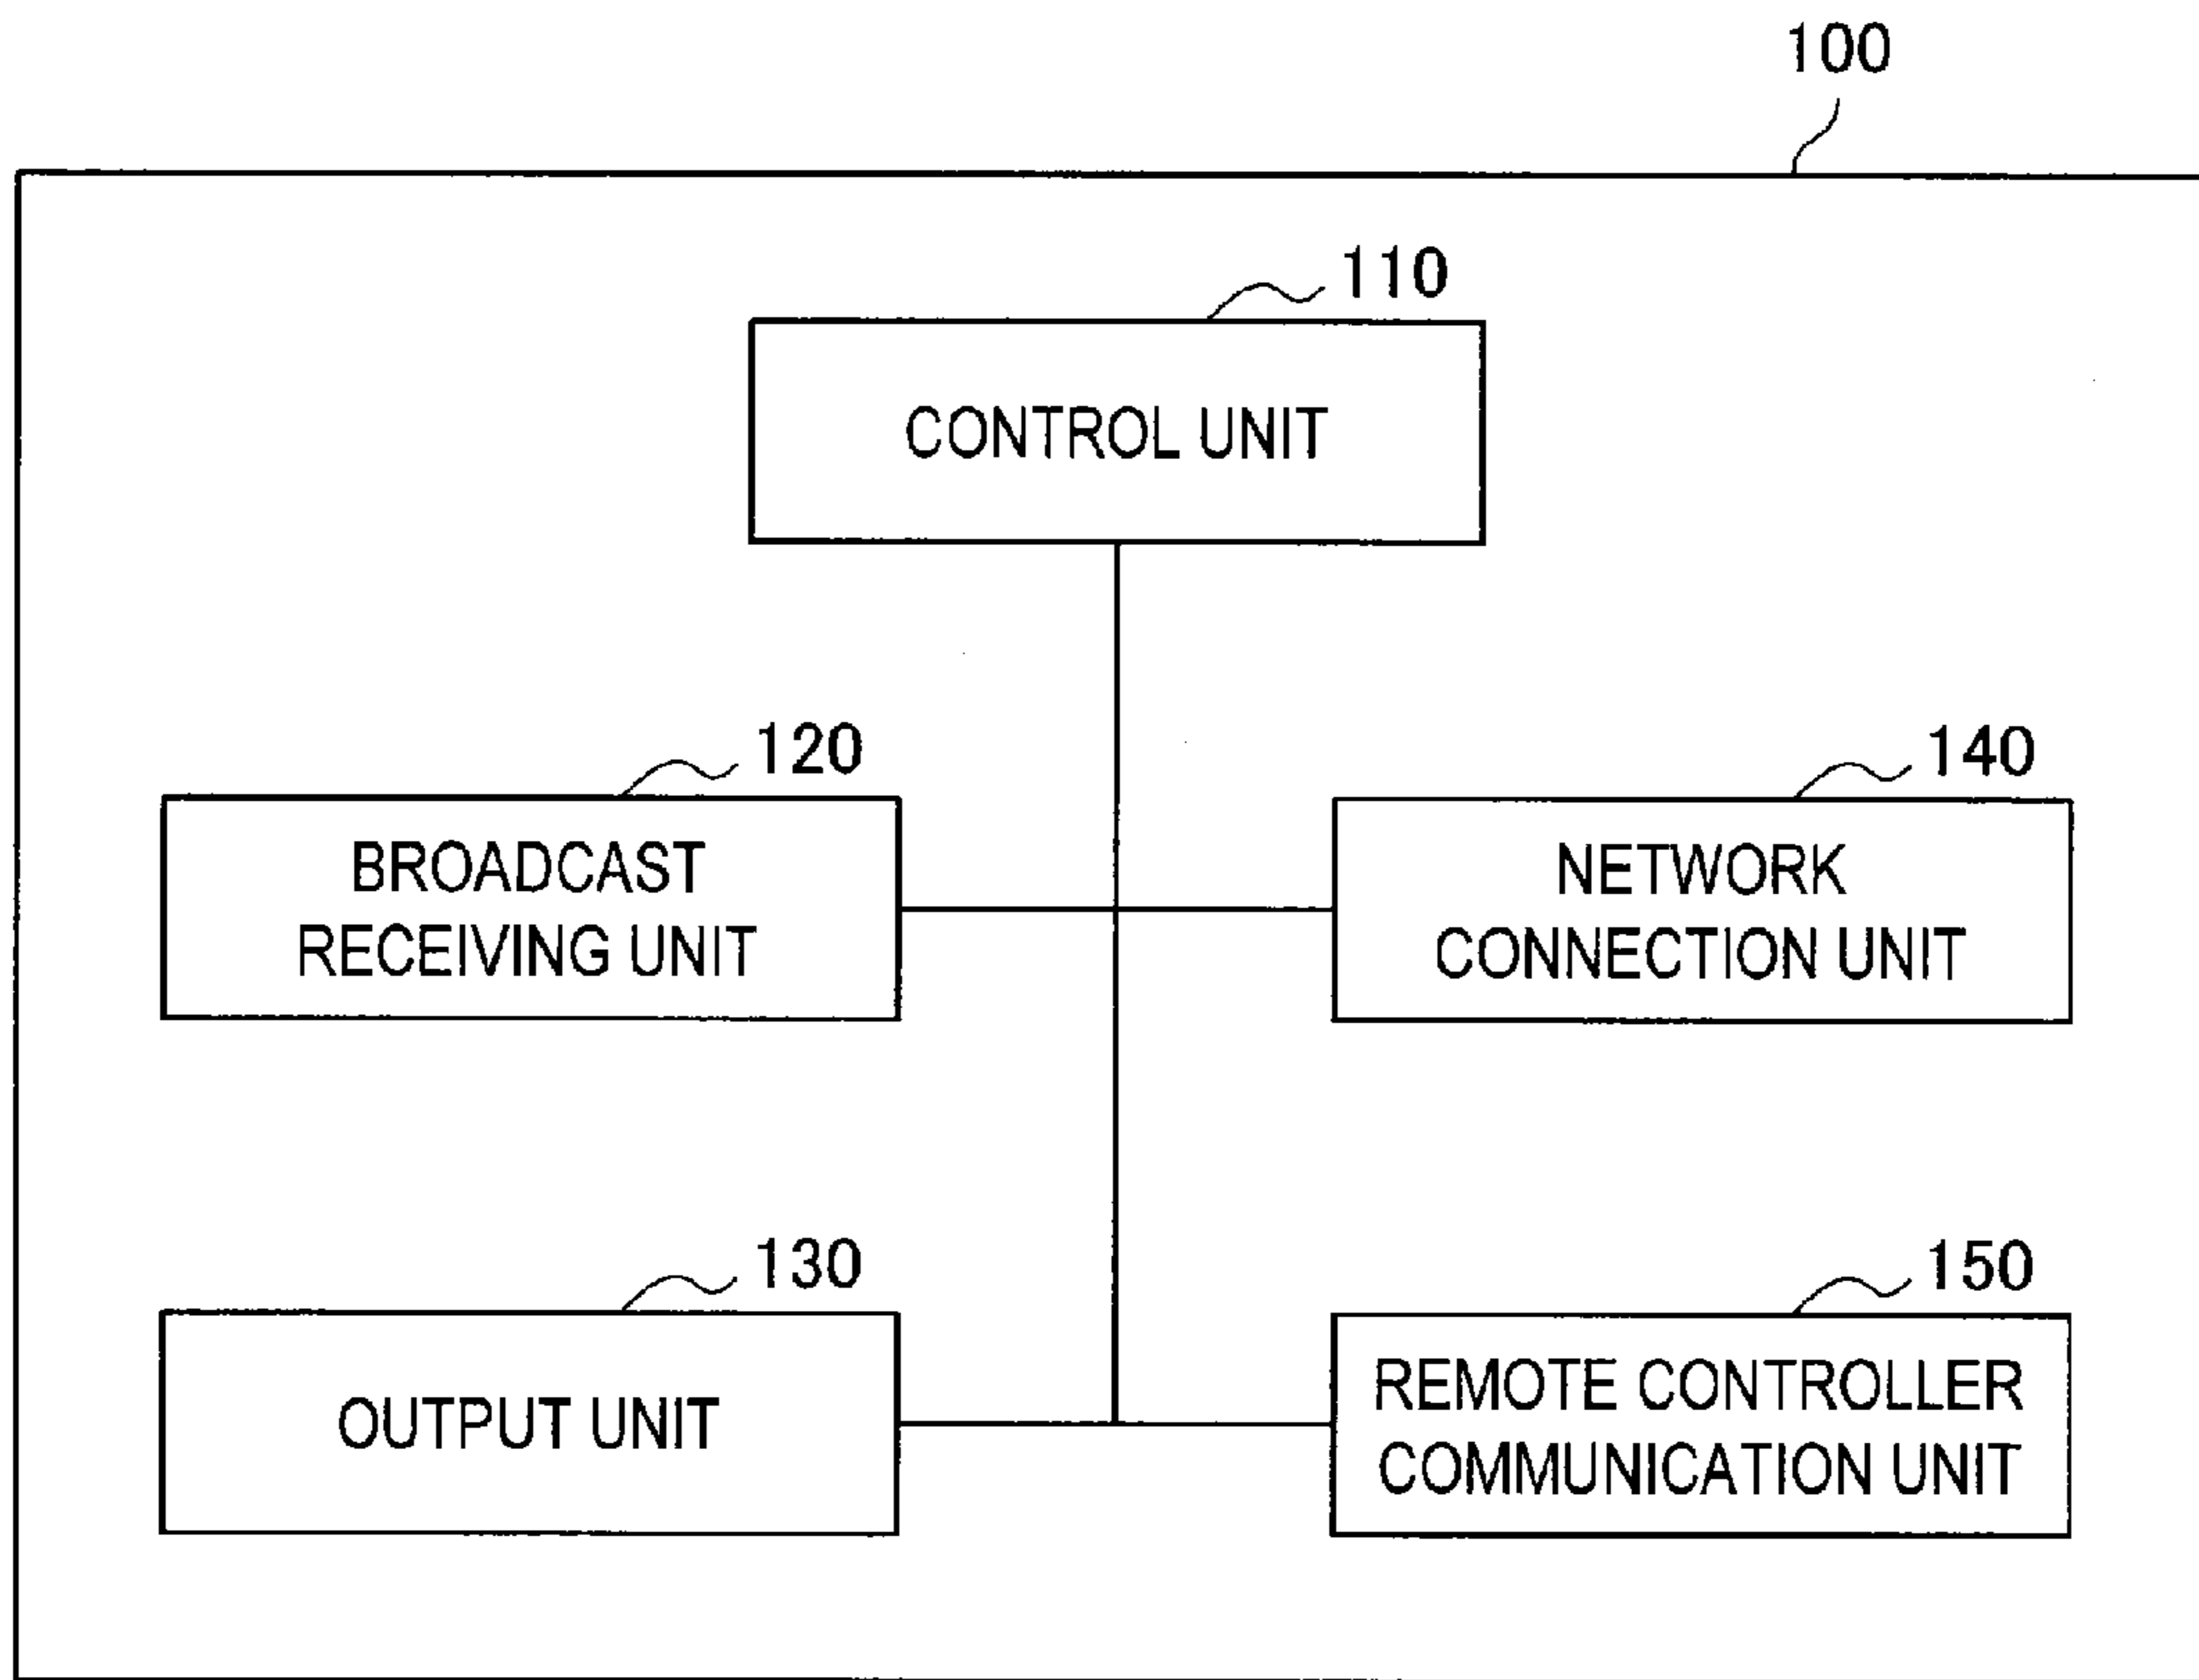 100
110
CONTROL UNIT
120
BROADCAST
RECEIVING UNIT
140
NETWORK
CONNECTION UNIT
130
OUTPUT UNIT
150
REMOTE CONTROLLER
COMMUNICATION UNIT